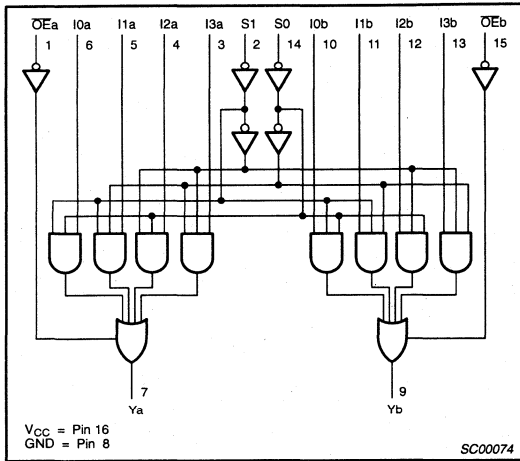 OEa I0a I1a I2a I3a S1 S0 I0b I1b I2b I3b OEb
1 6 5 4 3 2 14 10 11 12 13 15
7 9
Ya Yb
VCC = Pin 16
GND = Pin 8
SC00074